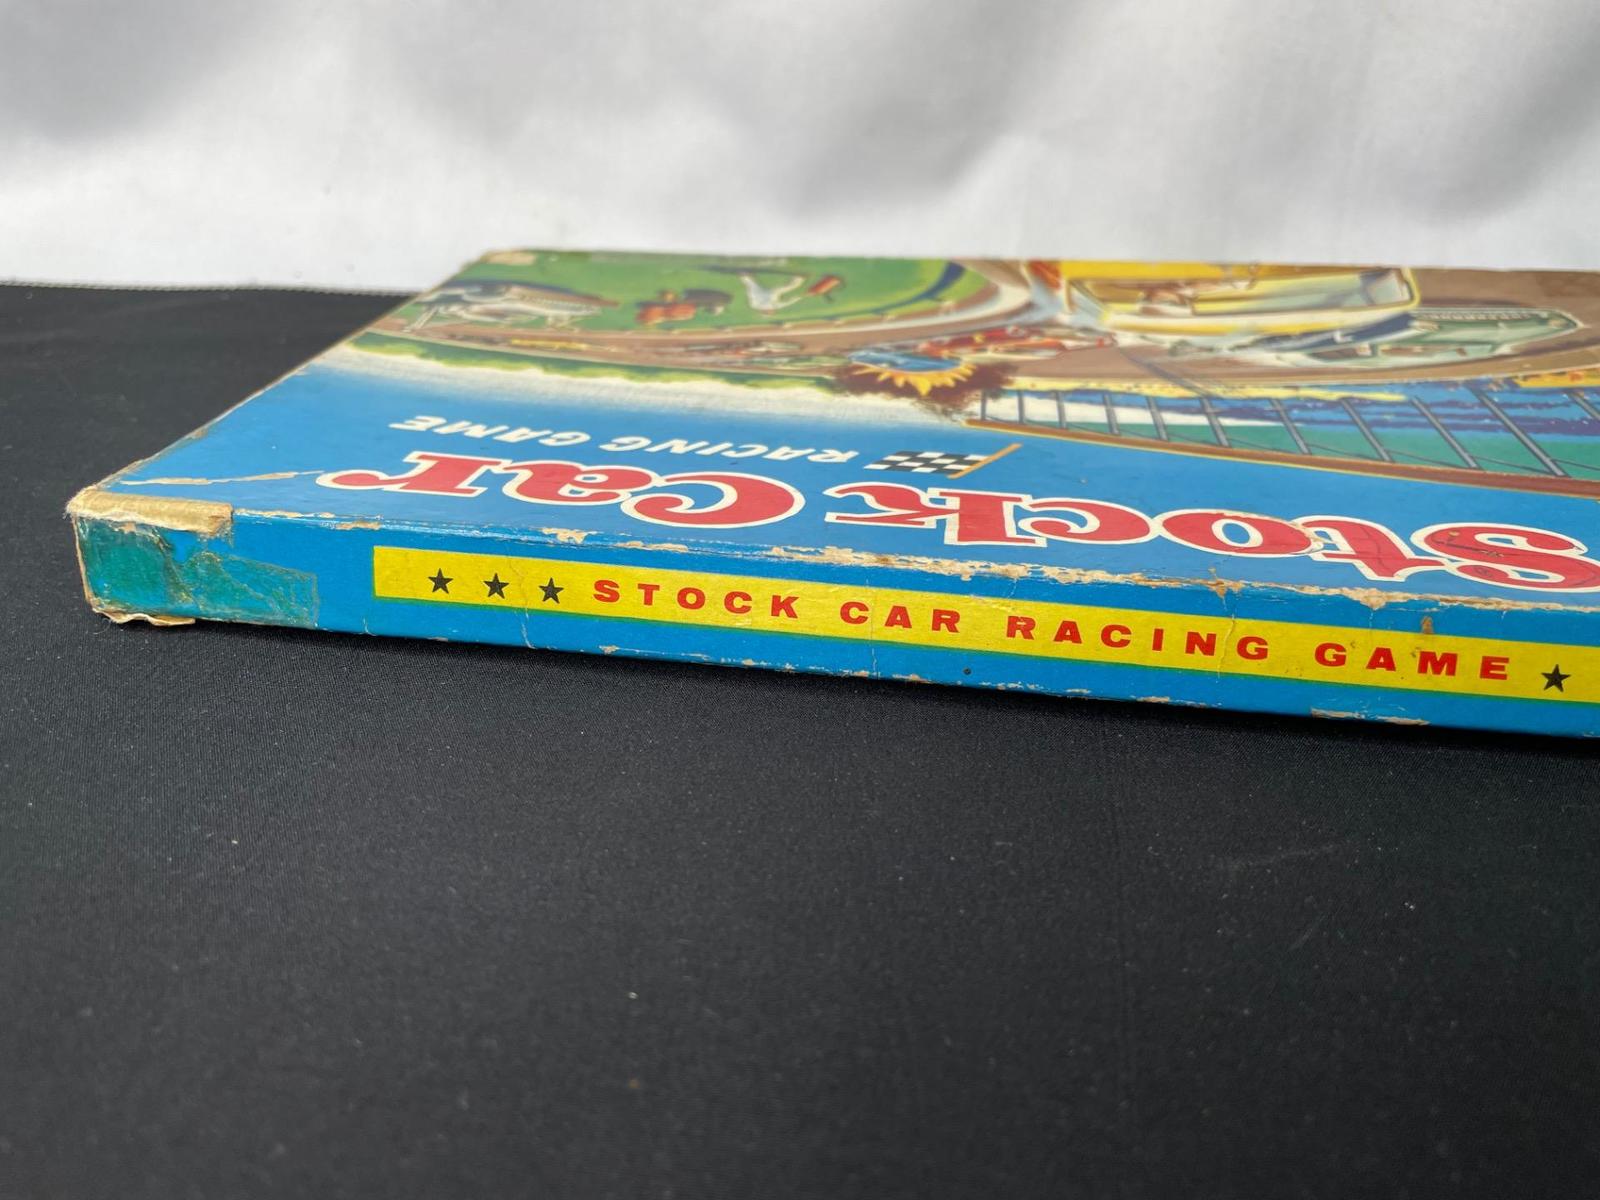 Stock Car
RACING GAME
★ ★ ★ STOCK CAR RACING GAME ★